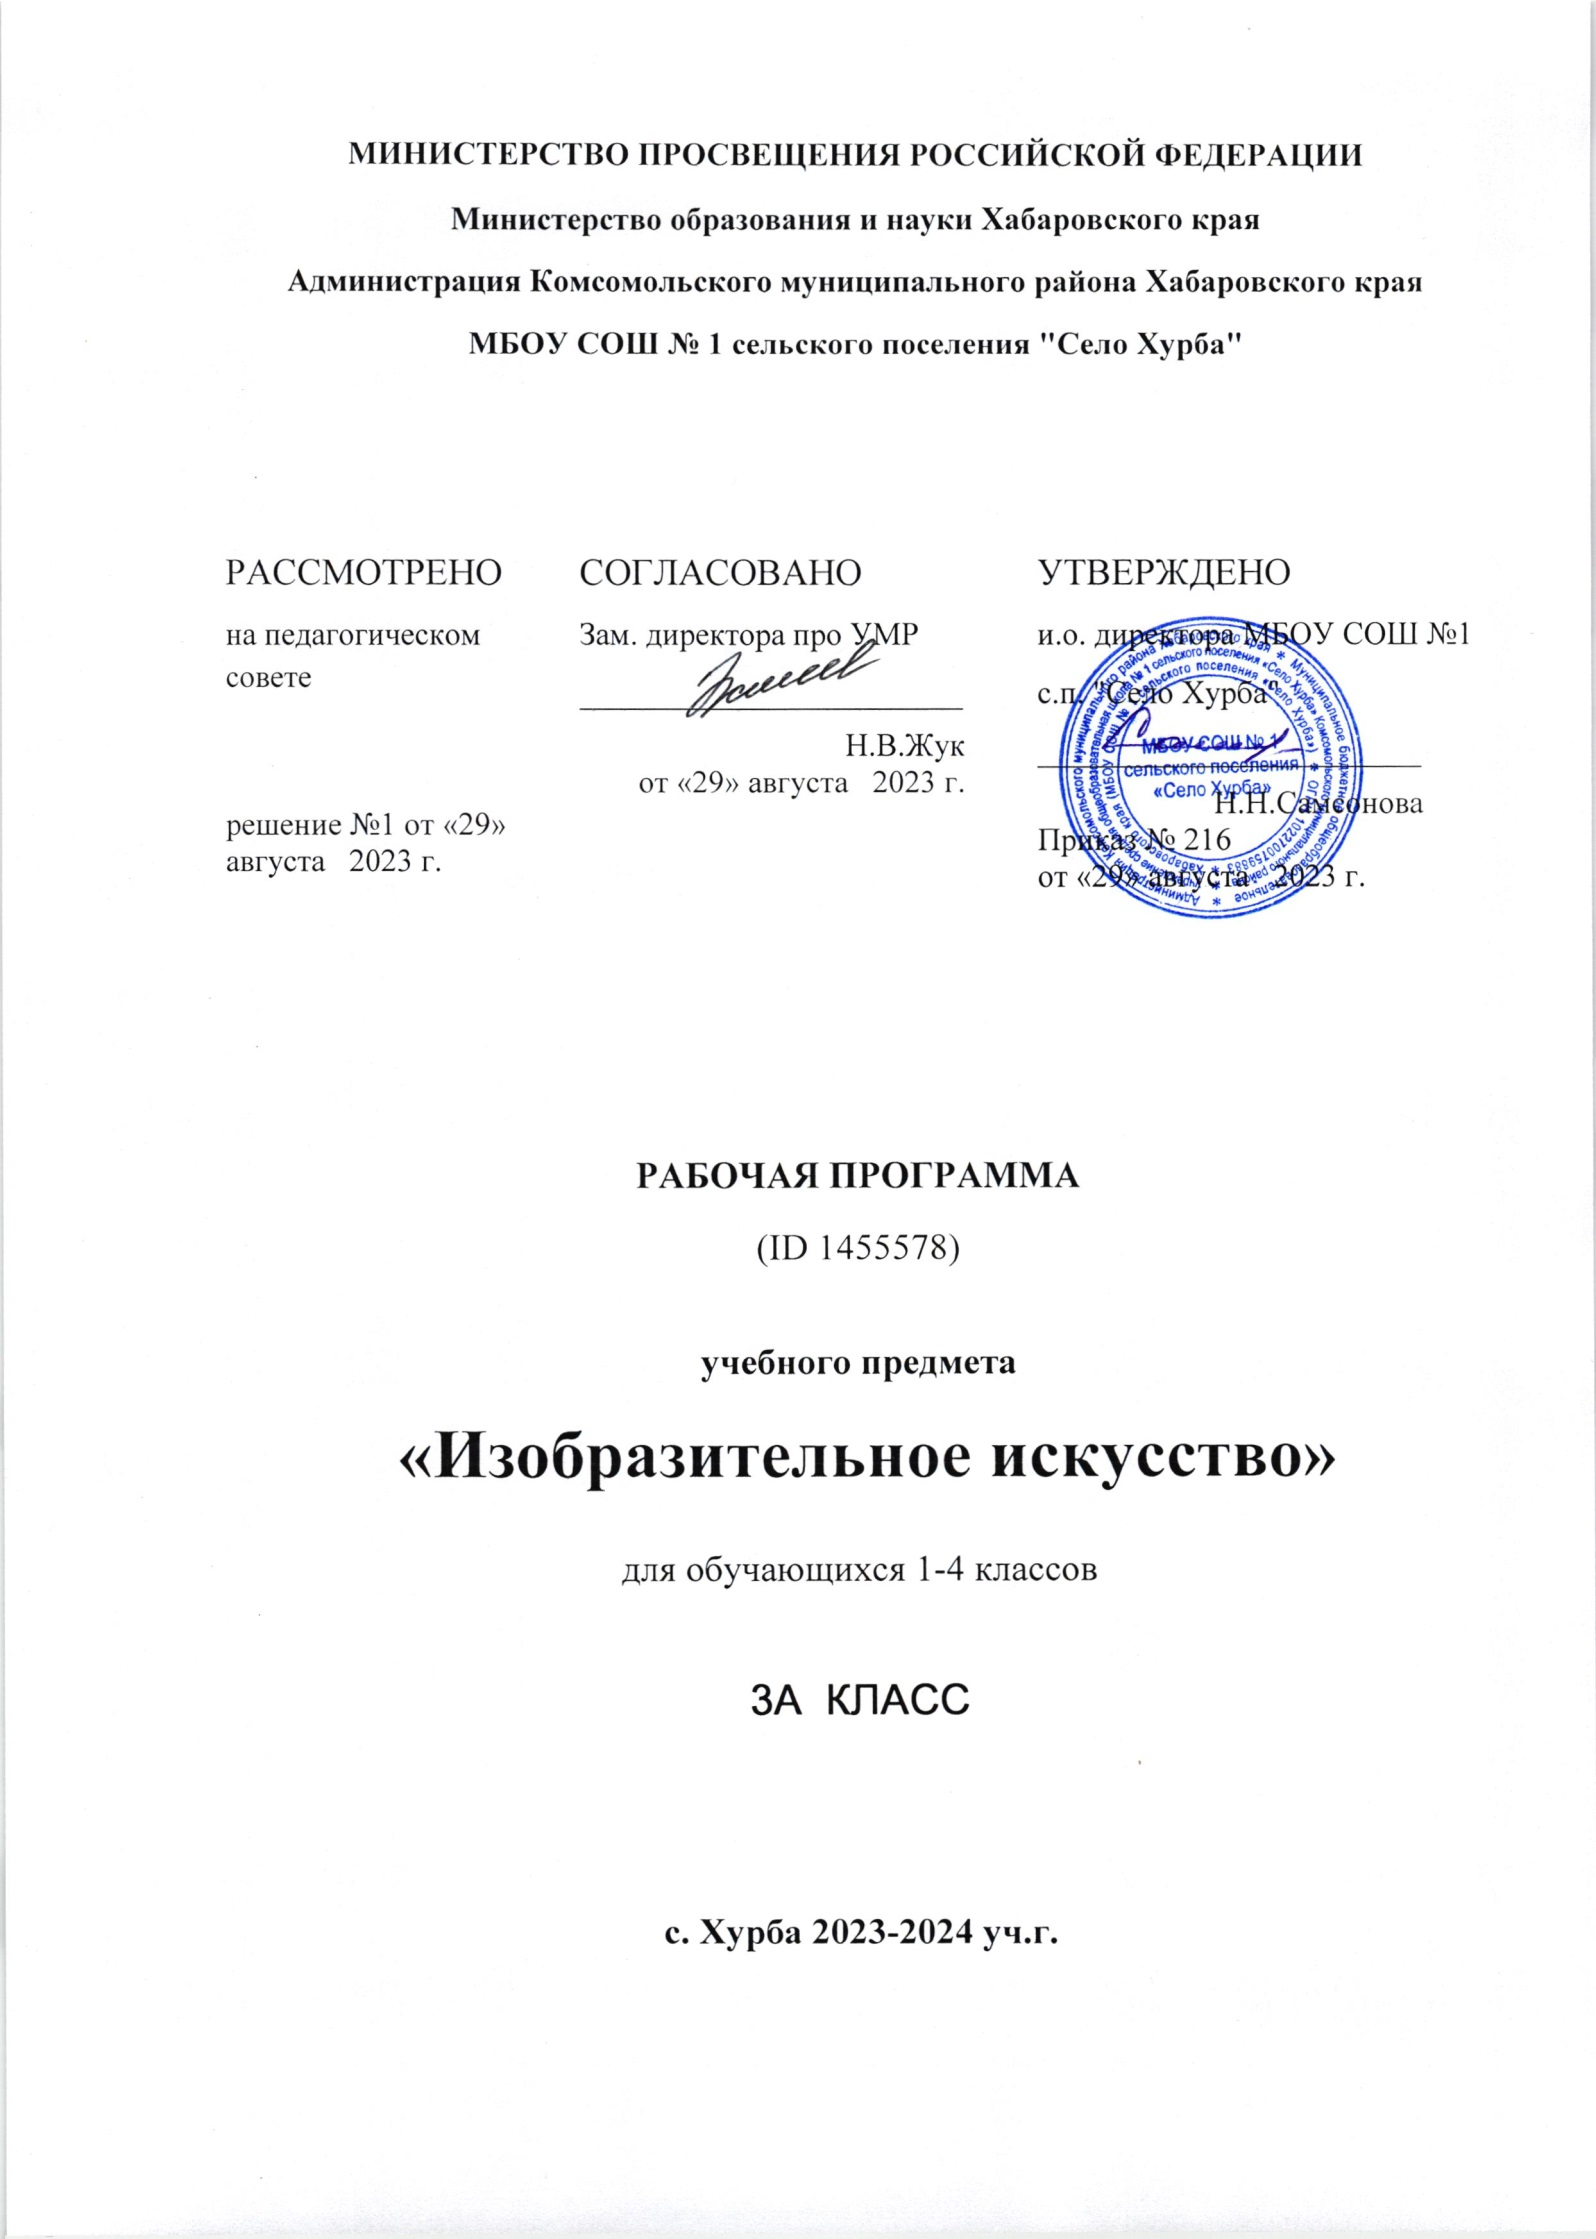 МИНИСТЕРСТВО ПРОСВЕЩЕНИЯ РОССИЙСКОЙ ФЕДЕРАЦИИ
Министерство образования и науки Хабаровского края
Администрация Комсомольского муниципального района Хабаровского края
МБОУ СОШ № 1 сельского поселения "Село Хурба"
РАССМОТРЕНО
на педагогическом
совете
решение №1 от «29»
августа 2023 г.
СОГЛАСОВАНО
Зам. директора про УМР
Н.В.Жук
от «29» августа 2023 г.
УТВЕРЖДЕНО
и.о. директора МБОУ СОШ №1
с.п. "Село Хурба"
Н.Н.Самсонова
Приказ № 216
от «29» августа 2023 г.
МБОУ СОШ № 1
сельского поселения
«Село Хурба»
РАБОЧАЯ ПРОГРАММА
(ID 1455578)
учебного предмета
«Изобразительное искусство»
для обучающихся 1-4 классов
3А КЛАСС
с. Хурба 2023-2024 уч.г.